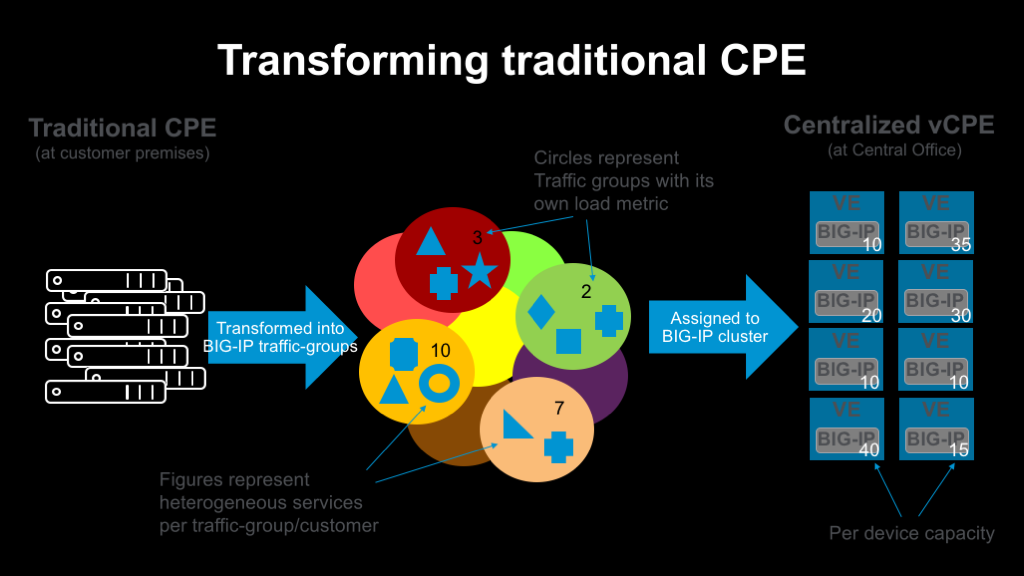 Transforming traditional CPE
Traditional CPE
(at customer premises)
Centralized vCPE
(at Central Office)
Circles represent
Traffic groups with its
own load metric
3
2
10
7
Transformed into
BIG-IP traffic-groups
Assigned to
BIG-IP cluster
VE
BIG-IP
10
VE
BIG-IP
35
VE
BIG-IP
20
VE
BIG-IP
30
VE
BIG-IP
10
VE
BIG-IP
10
VE
BIG-IP
40
VE
BIG-IP
15
Figures represent
heterogeneous services
per traffic-group/customer
Per device capacity